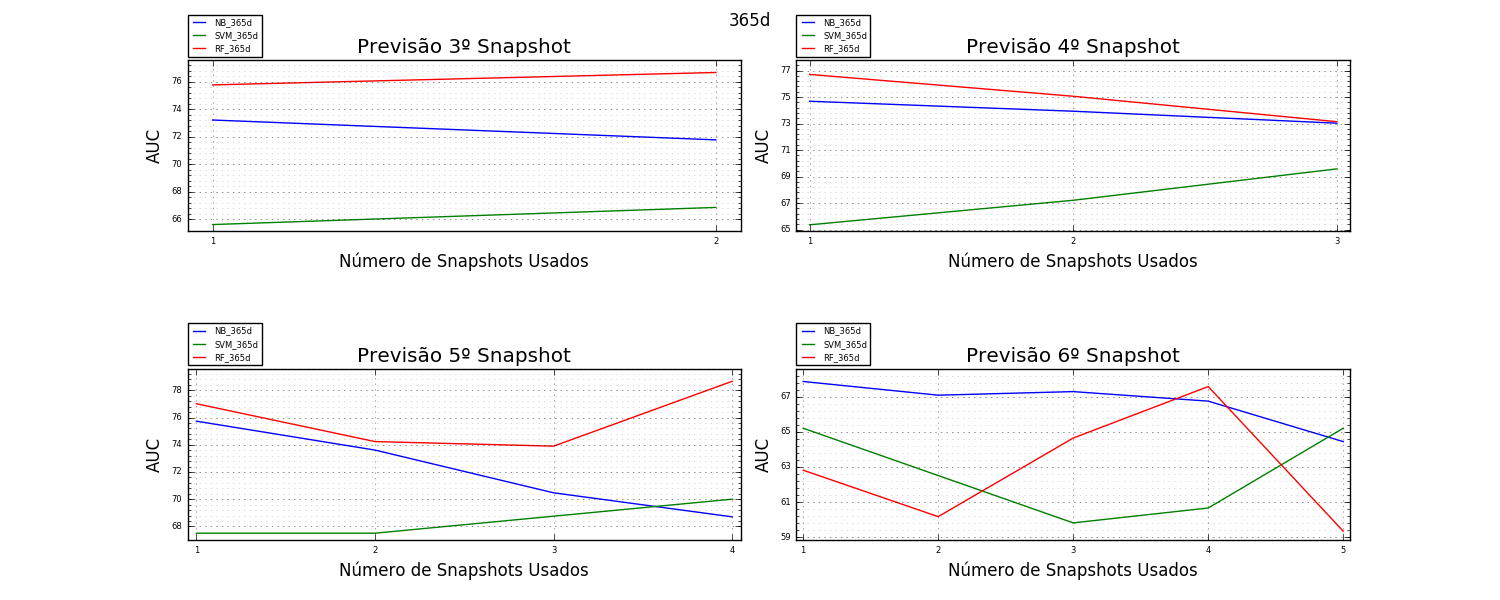 365d
NB_365d
SVM_365d
RF_365d
Previsão 3º Snapshot
AUC
76
74
72
70
68
66
1 2
Número de Snapshots Usados
NB_365d
SVM_365d
RF_365d
Previsão 4º Snapshot
AUC
77
75
73
71
69
67
65
1 2 3
Número de Snapshots Usados
NB_365d
SVM_365d
RF_365d
Previsão 5º Snapshot
AUC
78
76
74
72
70
68
1 2 3 4
Número de Snapshots Usados
NB_365d
SVM_365d
RF_365d
Previsão 6º Snapshot
AUC
67
65
63
61
59
1 2 3 4 5
Número de Snapshots Usados